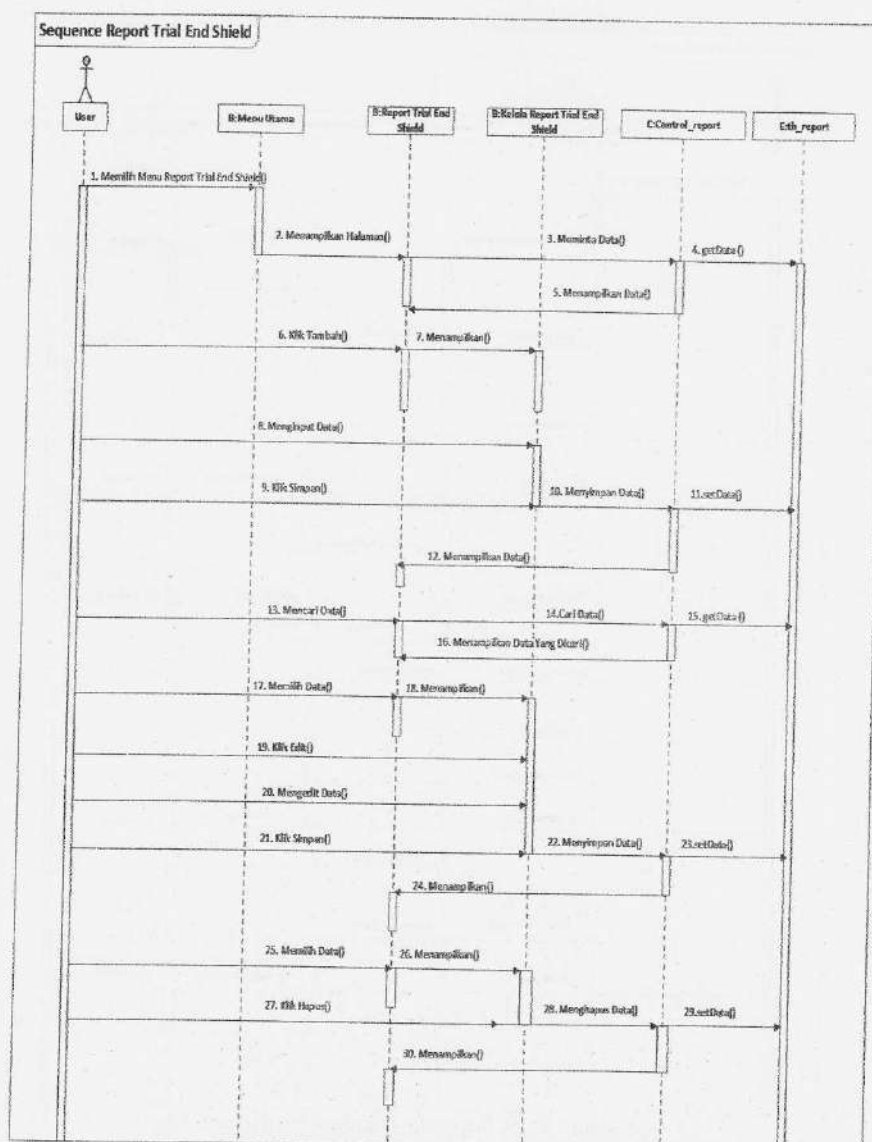 Sequence Report Trial End Shield
User
B:Menu Utama
B:Report Trial End
Shield
B:Kelola Report Trial End
Shield
C:Control_report
E:tb_report
1. Memilih Menu Report Trial End Shield()
2. Menampilkan Halaman()
3. Meminta Data()
4. getData()
5. Menampilkan Data()
6. Klik Tambah()
7. Menampilkan()
8. Menginput Data()
9. Klik Simpan()
10. Menyimpan Data()
11.setData()
12. Menampilkan Data()
13. Mencari Data()
14.Cari Data()
15. getData()
16. Menampilkan Data Yang Dicari()
17. Memilih Data()
18. Menampilkan()
19. Klik Edit()
20. Mengedit Data()
21. Klik Simpan()
22. Menyimpan Data()
23.setData()
24. Menampilkan()
25. Memilih Data()
26. Menampilkan()
27. Klik Hapus()
28. Menghapus Data()
29.setData()
30. Menampilkan()